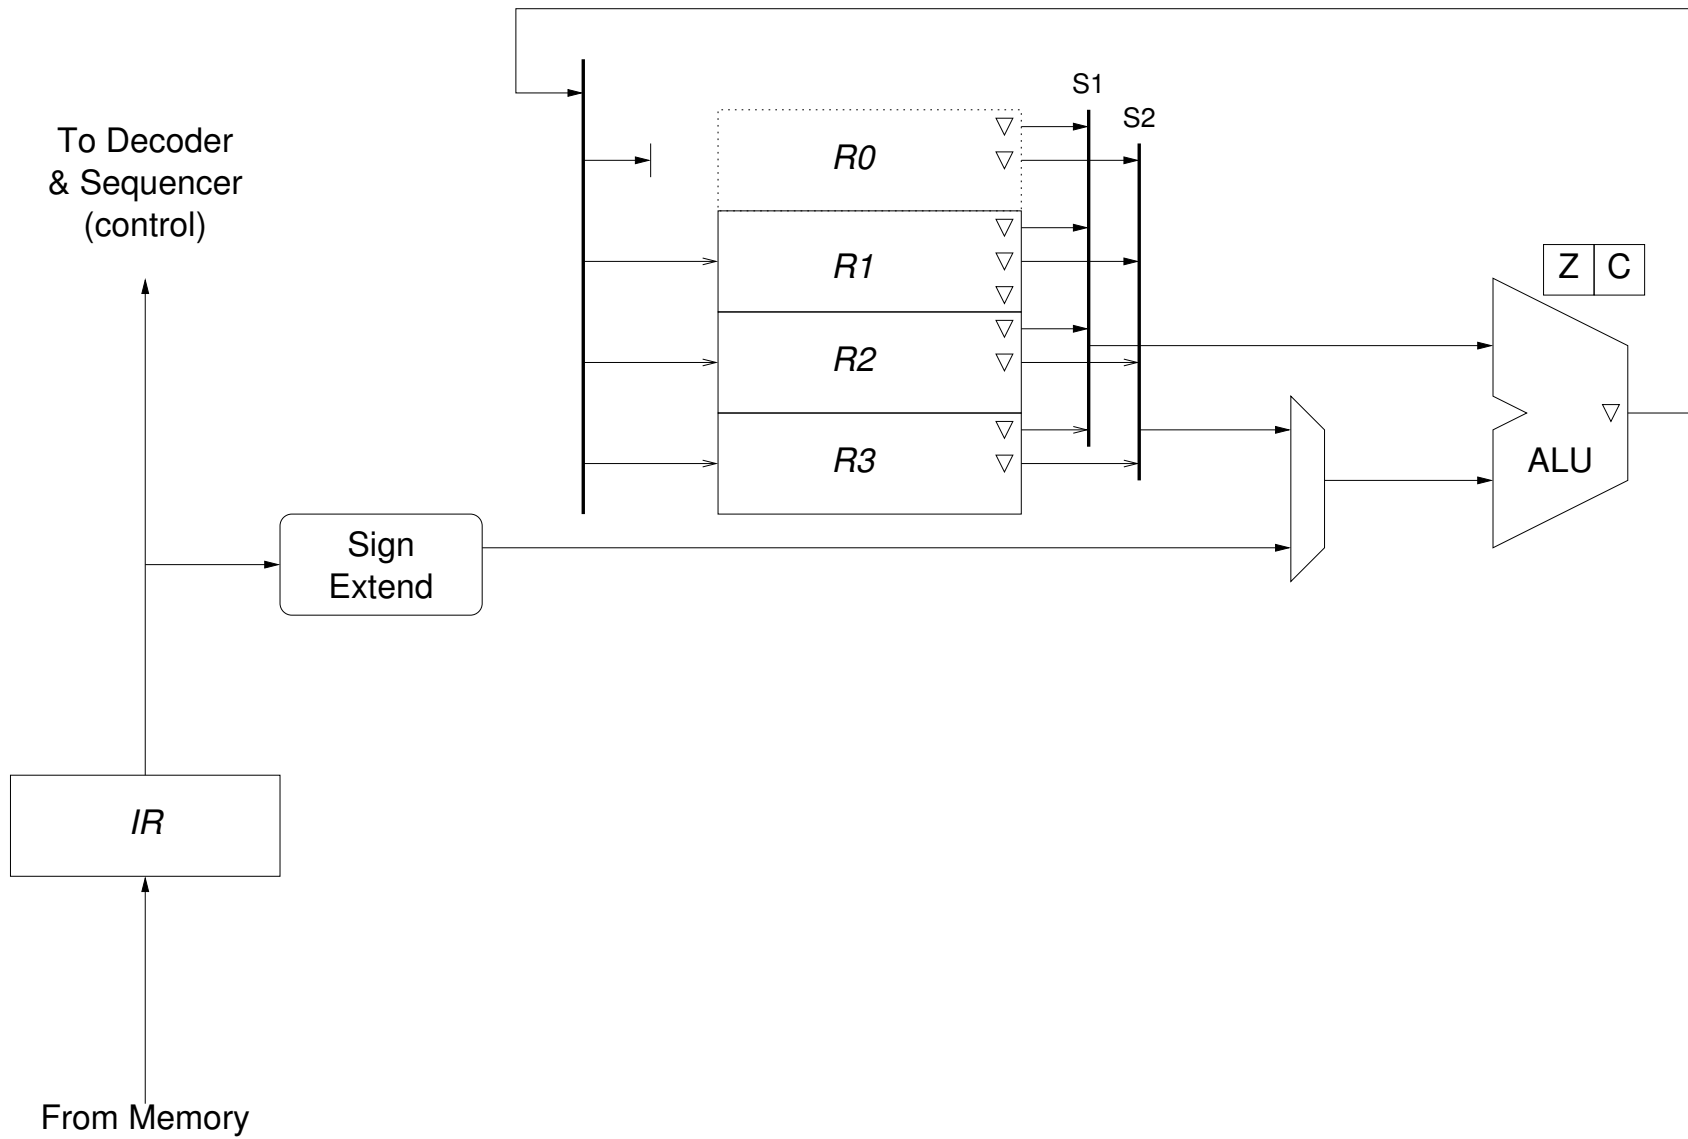 S1
S2
To Decoder
& Sequencer
(control)
R0
R1
Z C
R2
R3
ALU
Sign
Extend
IR
From Memory